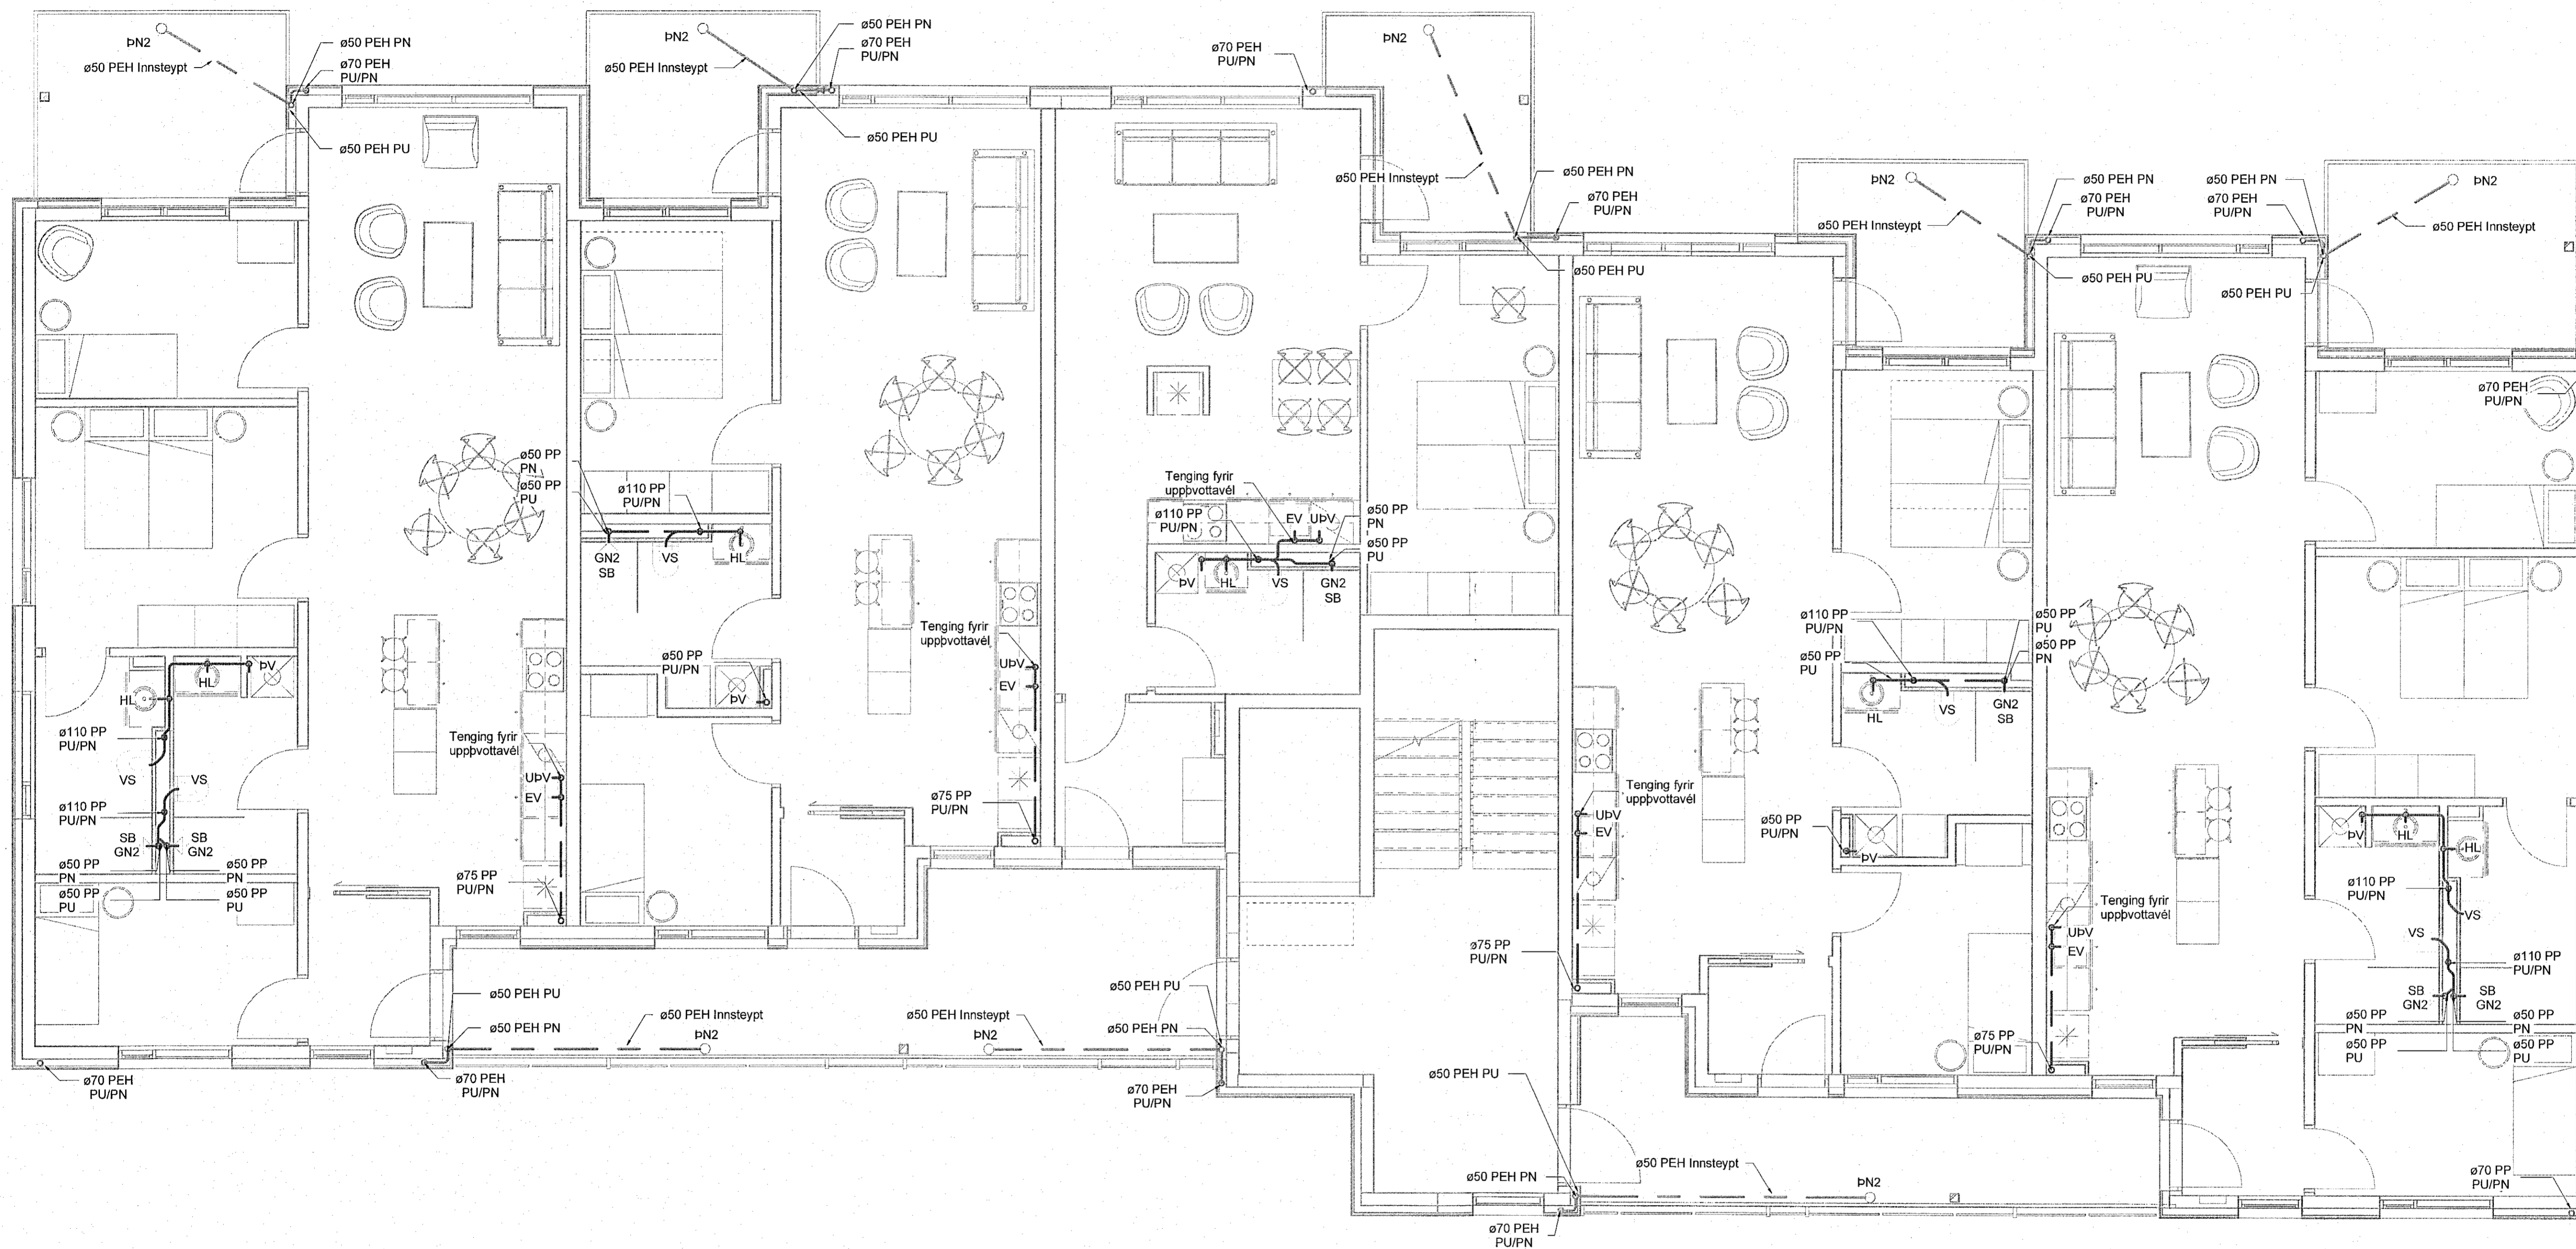 ÞN2
ø50 PEH Innsteypt
ø50 PEH PN
ø70 PEH
PU/PN
ø50 PEH PU
ÞN2
ø50 PEH Innsteypt
ø50 PEH PN
ø70 PEH
PU/PN
ø50 PEH PU
ø70 PEH
PU/PN
ÞN2
ø50 PEH Innsteypt
ø50 PEH PN
ø70 PEH
PU/PN
ø50 PEH PU
ÞN2
ø50 PEH Innsteypt
ø50 PEH PN
ø70 PEH
PU/PN
ø50 PEH PU
ø50 PEH PN
ø70 PEH
PU/PN
ø50 PEH PU
ÞN2
ø50 PEH Innsteypt
ø70 PEH
PU/PN
ø50 PP
PN
ø50 PP
PU
ø110 PP
PU/PN
GN2
SB
VS
HL
Tenging fyrir
uppþvottavél
ø110 PP
PU/PN
EV
UÞV
ø50 PP
PN
ø50 PP
PU
ÞV
HL
VS
GN2
SB
Tenging fyrir
uppþvottavél
UÞV
EV
ø50 PP
PU/PN
ÞV
ø75 PP
PU/PN
HL
HL
ÞV
ø110 PP
PU/PN
VS
VS
ø110 PP
PU/PN
SB
GN2
SB
GN2
ø50 PP
PN
ø50 PP
PN
ø50 PP
PU
ø50 PP
PU
Tenging fyrir
uppþvottavél
UÞV
EV
ø75 PP
PU/PN
ø110 PP
PU/PN
ø50 PP
PU
ø50 PP
PU
ø50 PP
PN
HL
VS
GN2
SB
Tenging fyrir
uppþvottavél
UÞV
EV
ø50 PP
PU/PN
ÞV
ø75 PP
PU/PN
ÞV
HL
HL
ø110 PP
PU/PN
VS
VS
ø110 PP
PU/PN
SB
GN2
SB
GN2
ø50 PP
PN
ø50 PP
PN
ø50 PP
PU
ø50 PP
PU
Tenging fyrir
uppþvottavél
UÞV
EV
ø75 PP
PU/PN
ø50 PEH PU
ø50 PEH PN
ø50 PEH Innsteypt
ÞN2
ø50 PEH Innsteypt
ÞN2
ø50 PEH PU
ø50 PEH PN
ø70 PEH
PU/PN
ø70 PEH
PU/PN
ø70 PEH
PU/PN
ø50 PEH PU
ø50 PEH PN
ø50 PEH Innsteypt
ÞN2
ø70 PEH
PU/PN
ø70 PP
PU/PN